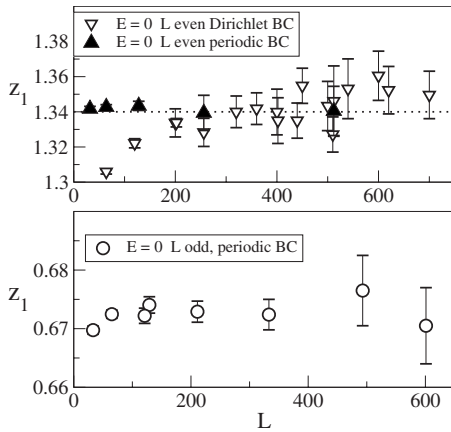 E = 0 L even Dirichlet BC
E = 0 L even periodic BC
1.38
1.36
1.34
1.32
1.3
z1
0 200 400 600
E = 0 L odd, periodic BC
0.68
0.67
0.66
z1
0 200 400 600
L